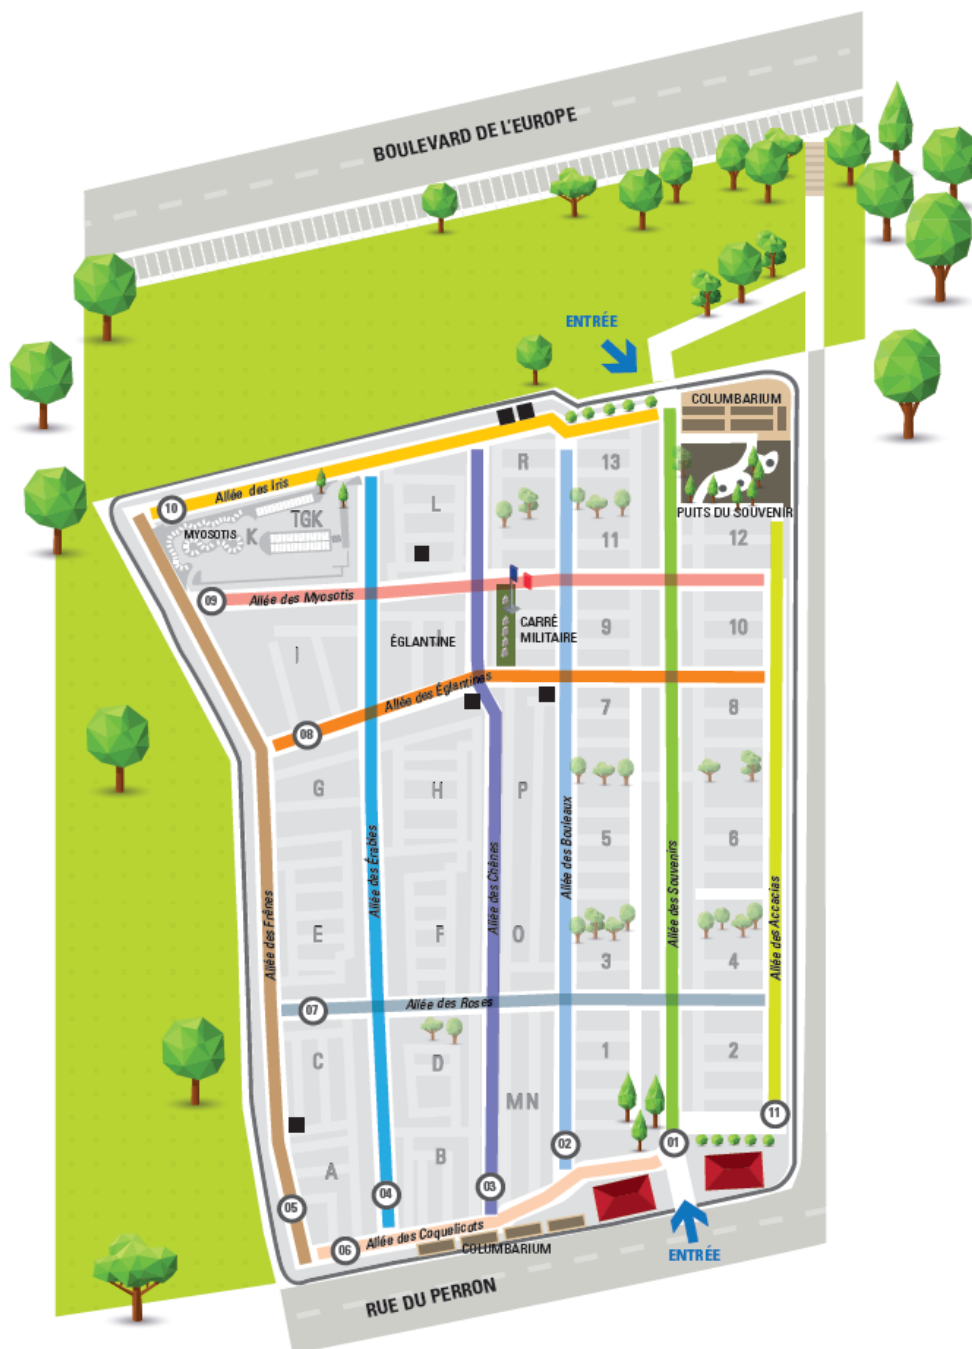 BOULEVARD DE L'EUROPE
ENTRÉE
COLUMBARIUM
R
13
10
Allée des Iris
L
TGK
PUITS DU SOUVENIR
MYOSOTIS
K
11
12
09
Allée des Myosotis
CARRÉ
MILITAIRE
9
10
ÉGLANTINE
J
I
Allée des Églantines
08
7
8
G
H
P
Allée des Érables
Allée des Chênes
Allée des Bouleaux
Allée des Souvenirs
5
6
Allée des Frênes
Allée des Accacias
E
F
O
3
4
07
Allée des Roses
C
D
1
2
MN
11
02
01
B
A
04
03
05
06
Allée des Coquelicots
COLUMBARIUM
ENTRÉE
RUE DU PERRON